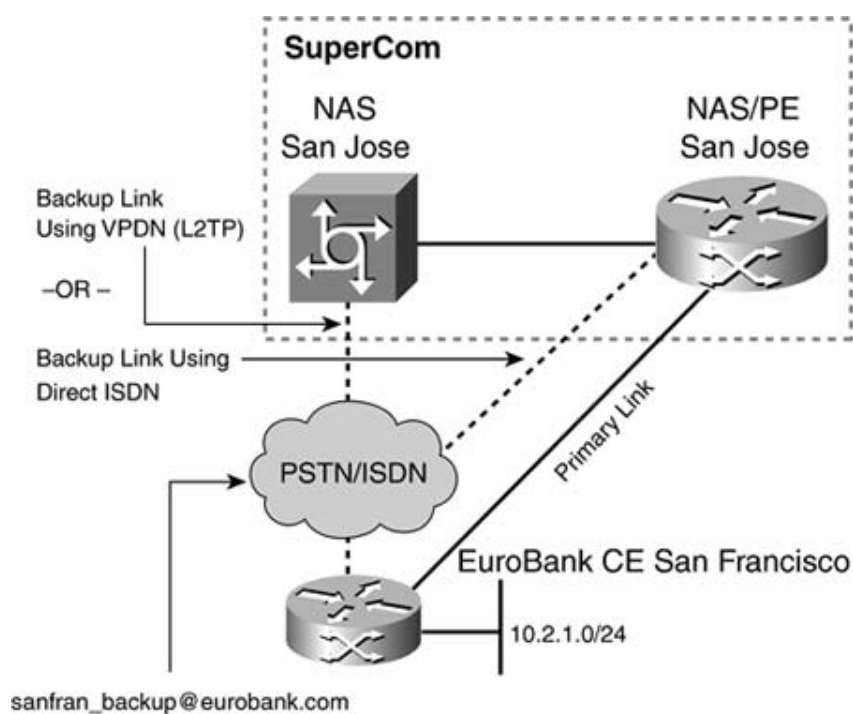 SuperCom
NAS
San Jose
NAS/PE
San Jose
Backup Link
Using VPDN (L2TP)
–OR –
Backup Link Using
Direct ISDN
Primary Link
PSTN/ISDN
EuroBank CE San Francisco
10.2.1.0/24
sanfran_backup@eurobank.com